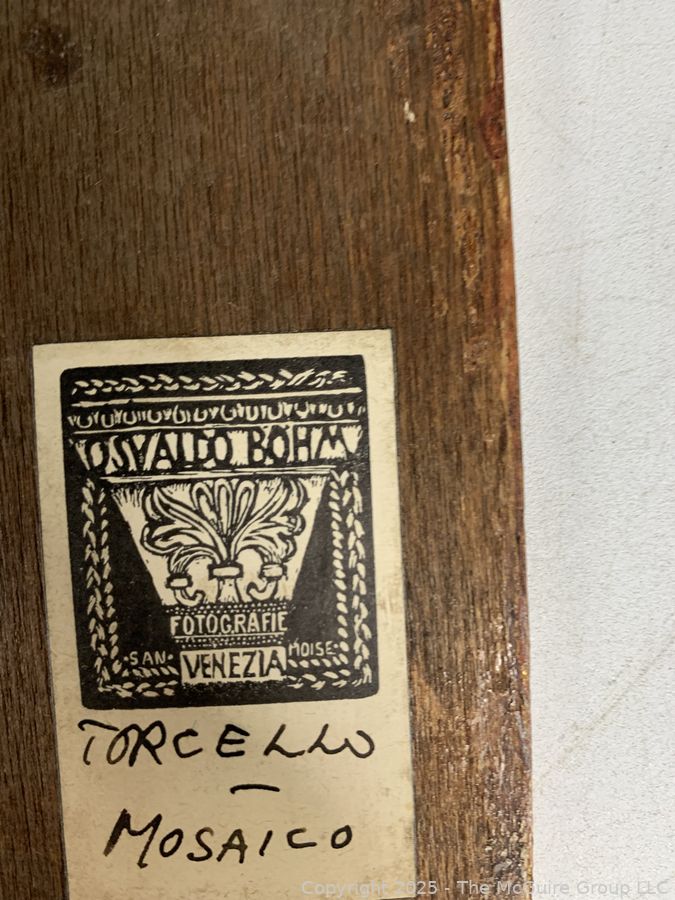 OSVALDO BÖHM
FOTOGRAFIE
·SAN· MOISE·
VENEZIA
TORCELLO
—
MOSAICO
Copyright 2025 - The McGuire Group LLC